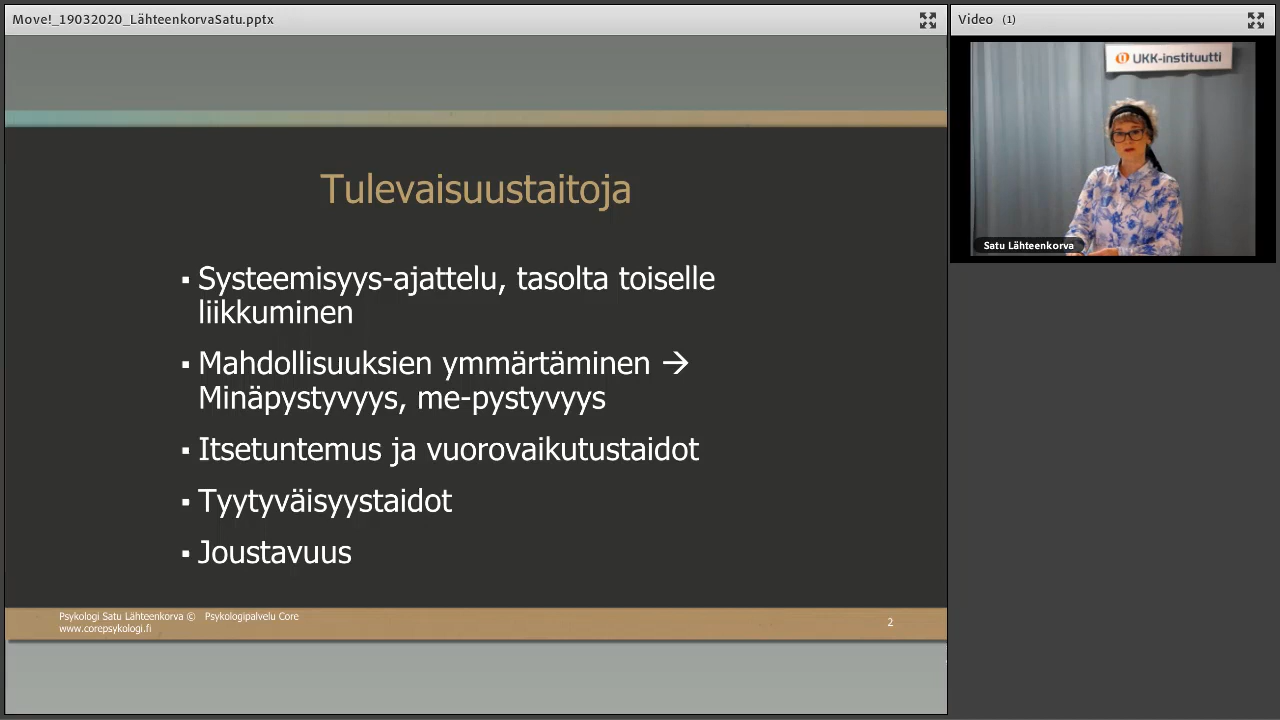 Move!_19032020_LähteenkorvaSatu.pptx
Video (1)
UKK-instituutti
Satu Lähteenkorva
Tulevaisuustaitoja
▪ Systeemisyys-ajattelu, tasolta toiselle
liikkuminen
▪ Mahdollisuuksien ymmärtäminen →
Minäpystyvyys, me-pystyvyys
▪ Itsetuntemus ja vuorovaikutustaidot
▪ Tyytyväisyystaidot
▪ Joustavuus
Psykologi Satu Lähteenkorva © Psykologipalvelu Core
www.corepsykologi.fi
2